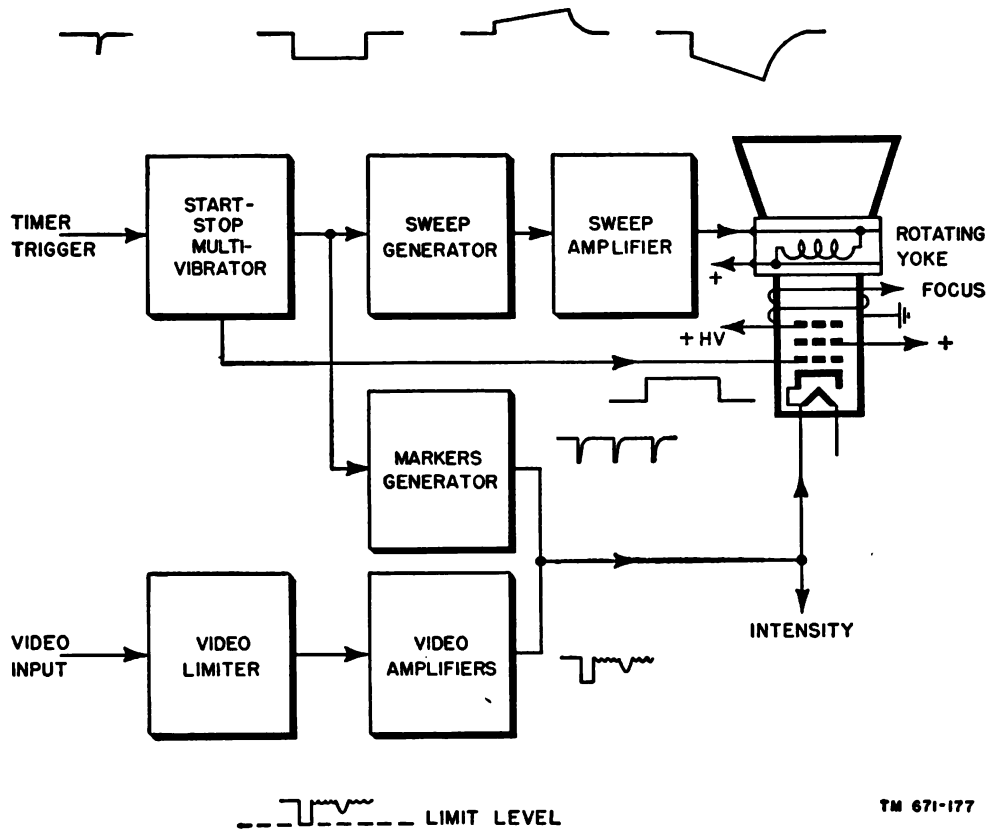 TIMER
TRIGGER
START-
STOP
MULTI-
VIBRATOR
SWEEP
GENERATOR
SWEEP
AMPLIFIER
ROTATING
YOKE
+
FOCUS
+ HV
+
MARKERS
GENERATOR
VIDEO
INPUT
VIDEO
LIMITER
VIDEO
AMPLIFIERS
INTENSITY
LIMIT LEVEL
TM 671-177